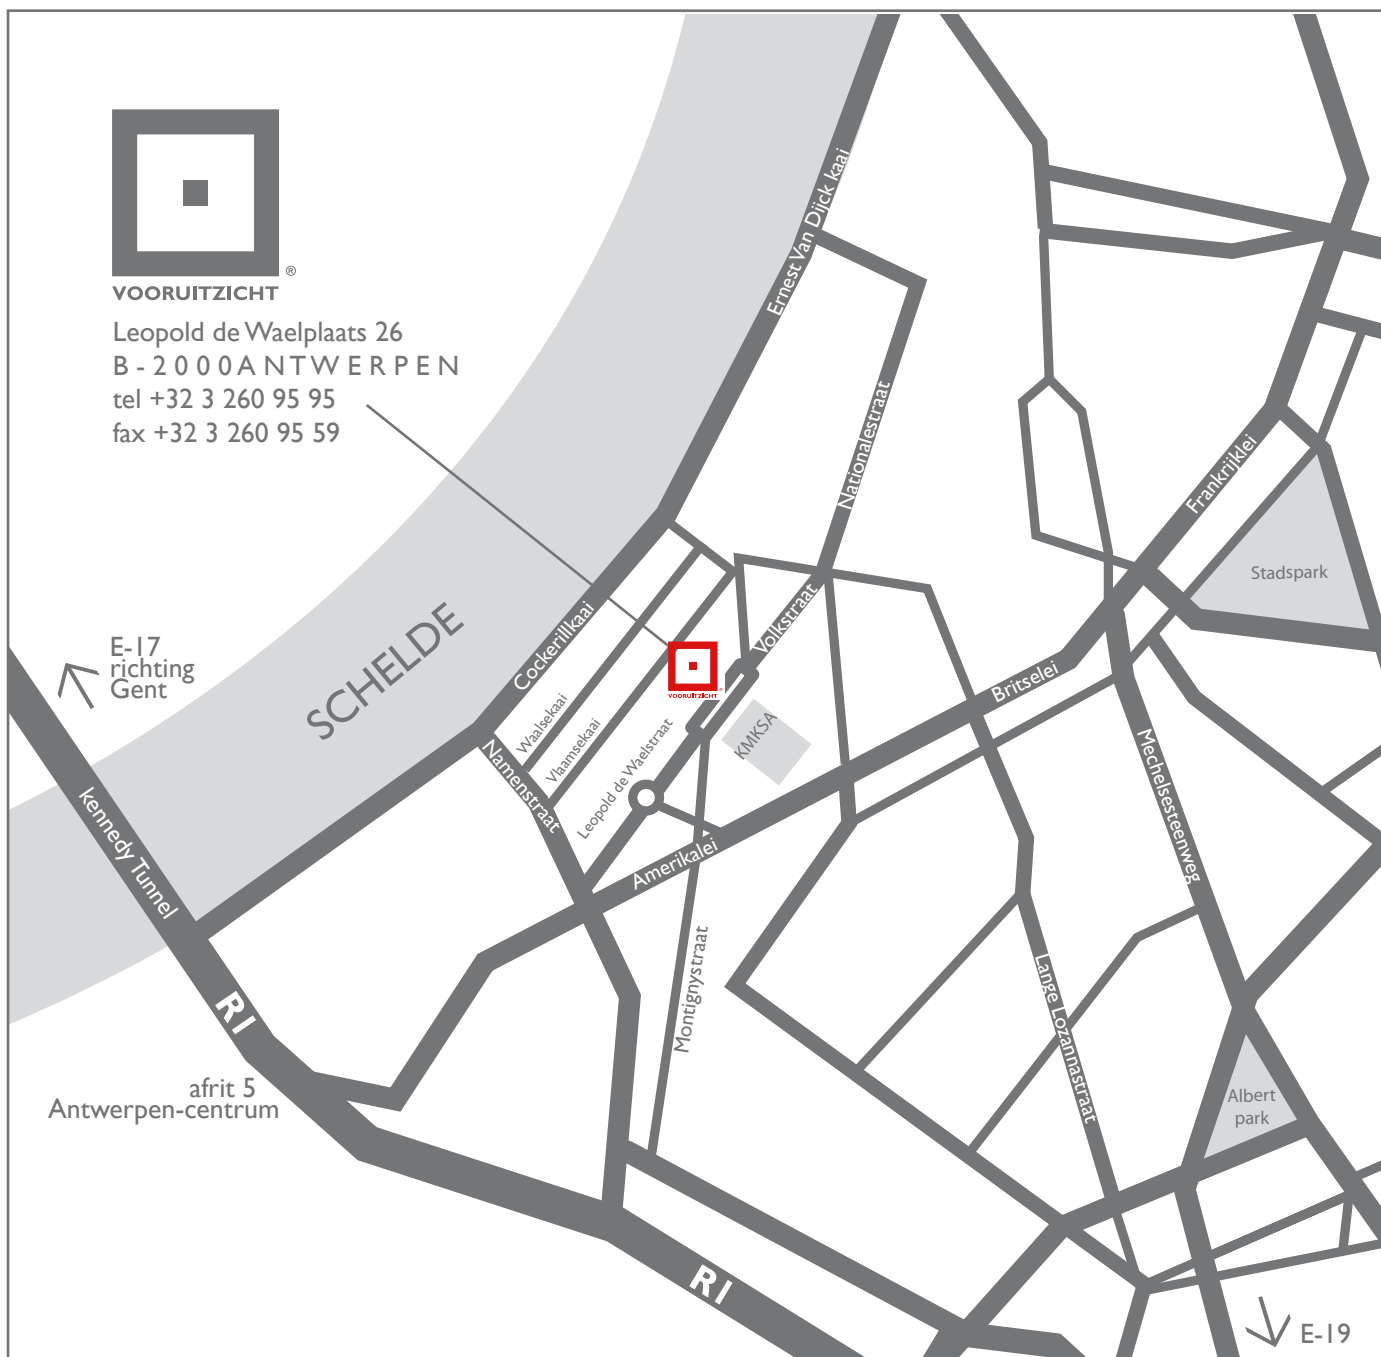 ®
VOORUITZICHT
Leopold de Waelplaats 26
B - 2 0 0 0 A N T W E R P E N
tel +32 3 260 95 95
fax +32 3 260 95 59
Ernest Van Dijck kaai
Nationalestraat
Frankrijklei
Stadspark
E-17
richting
Gent
SCHELDE
Cockerillkaai
Volkstraat
VOORUITZICHT
®
Britselei
Waalsekaai
Vlaamsekaai
Leopold de Waelstraat
KMKSA
Namenstraat
Mechelsesteenweg
kennedy Tunnel
Amerikalei
Montignystraat
Lange Lozannastraat
R1
afrit 5
Antwerpen-centrum
Albert
park
R1
E-19